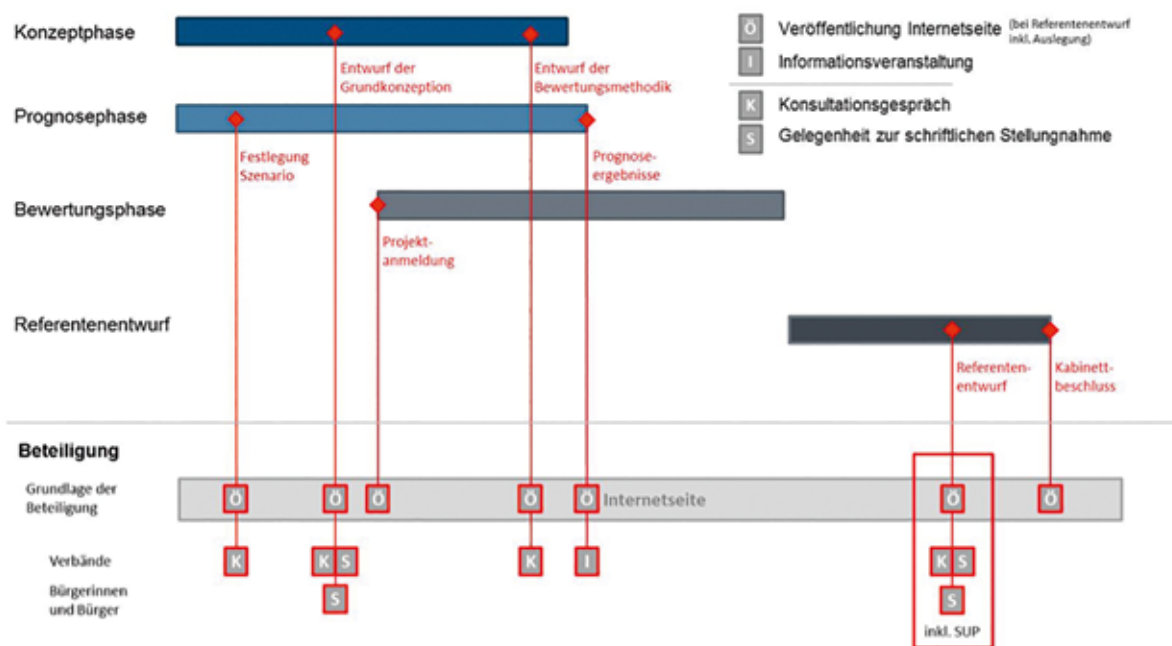 Konzeptphase
Entwurf der
Grundkonzeption
Entwurf der
Bewertungsmethodik
Ö Veröffentlichung Internetseite (bei Referentenentwurf
inkl. Auslegung)
I Informationsveranstaltung
K Konsultationsgespräch
S Gelegenheit zur schriftlichen Stellungnahme
Prognosephase
Festlegung
Szenario
Prognose-
ergebnisse
Bewertungsphase
Projekt-
anmeldung
Referentenentwurf
Referenten-
entwurf
Kabinett-
beschluss
Beteiligung
Grundlage der
Beteiligung
Ö Ö Ö Ö Ö Internetseite Ö Ö
Verbände
K K S K I K S
Bürgerinnen
und Bürger
S S
inkl. SUP